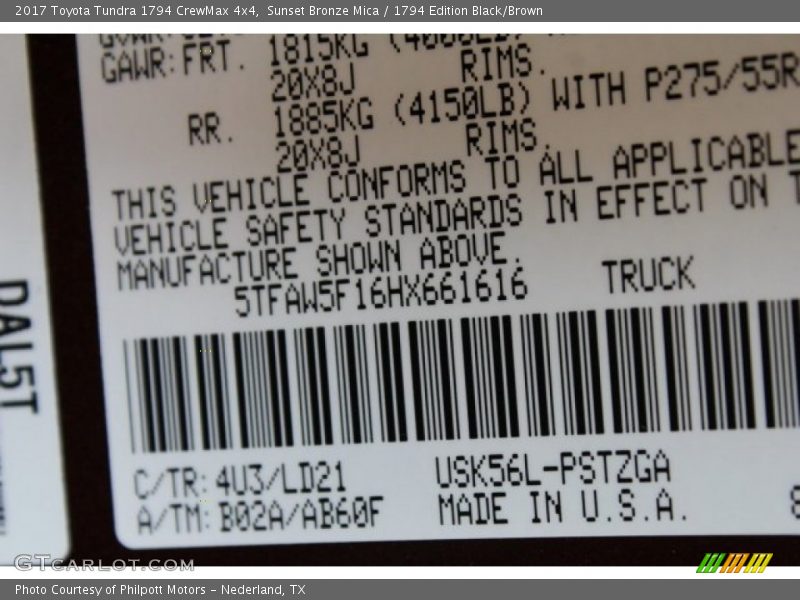 2017 Toyota Tundra 1794 CrewMax 4x4,  Sunset Bronze Mica / 1794 Edition Black/Brown
GAWR: FRT. 1815KG (4000LB)
20X8J RIMS.
RR. 1885KG (4150LB) WITH P275/55R
20X8J RIMS.
THIS VEHICLE CONFORMS TO ALL APPLICABLE
VEHICLE SAFETY STANDARDS IN EFFECT ON T
MANUFACTURE SHOWN ABOVE.
5TFAW5F16HX661616 TRUCK
DAL5T
C/TR: 4U3/LD21 USK56L-PSTZGA
A/TM: B02A/AB60F MADE IN U.S.A.
GTCARLOT.COM
Photo Courtesy of Philpott Motors - Nederland, TX